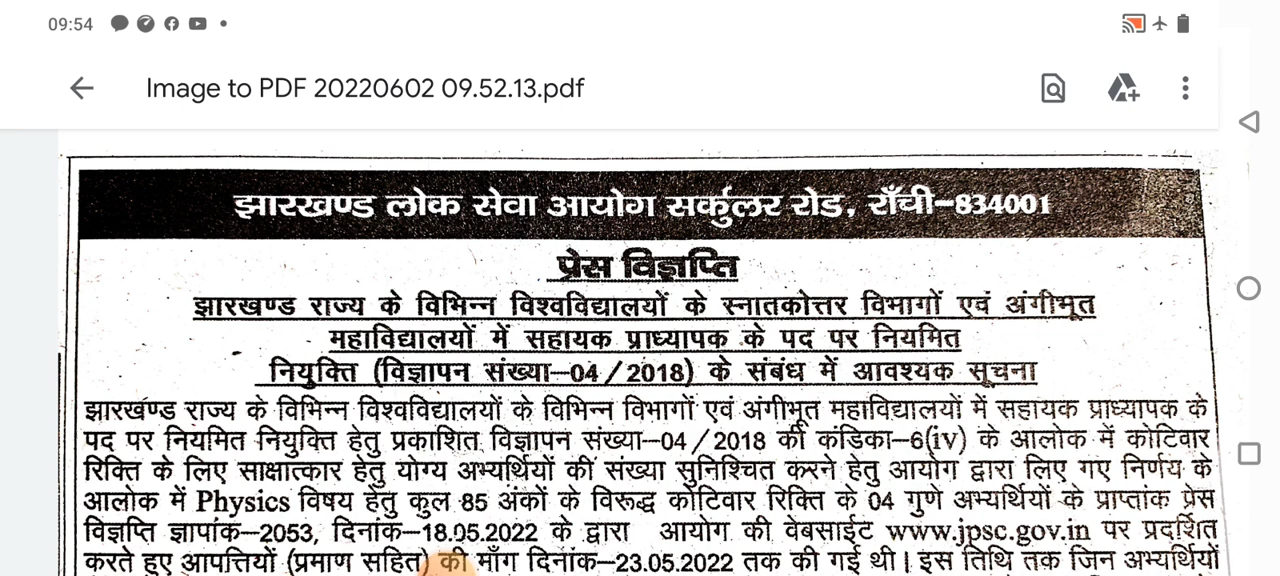 09:54
Image to PDF 20220602 09.52.13.pdf
झारखण्ड लोक सेवा आयोग सर्कुलर रोड, राँची-834001
प्रेस विज्ञप्ति
झारखण्ड राज्य के विभिन्न विश्वविद्यालयों के स्नातकोत्तर विभागों एवं अंगीभूत
महाविद्यालयों में सहायक प्राध्यापक के पद पर नियमित
नियुक्ति (विज्ञापन संख्या-04/2018) के संबंध में आवश्यक सूचना
झारखण्ड राज्य के विभिन्न विश्वविद्यालयों के विभिन्न विभागों एवं अंगीभूत महाविद्यालयों में सहायक प्राध्यापक के
पद पर नियमित नियुक्ति हेतु प्रकाशित विज्ञापन संख्या-04/2018 की कंडिका-6(iv) के आलोक में कोटिवार
रिक्ति के लिए साक्षात्कार हेतु योग्य अभ्यर्थियों की संख्या सुनिश्चित करने हेतु आयोग द्वारा लिए गए निर्णय के
आलोक में Physics विषय हेतु कुल 85 अंकों के विरूद्ध कोटिवार रिक्ति के 04 गुणे अभ्यर्थियों के प्राप्तांक प्रेस
विज्ञप्ति ज्ञापांक-2053, दिनांक-18.05.2022 के द्वारा आयोग की वेबसाईट www.jpsc.gov.in पर प्रदर्शित
करते हुए आपत्तियों (प्रमाण सहित) की माँग दिनांक-23.05.2022 तक की गई थी। इस तिथि तक जिन अभ्यर्थियों